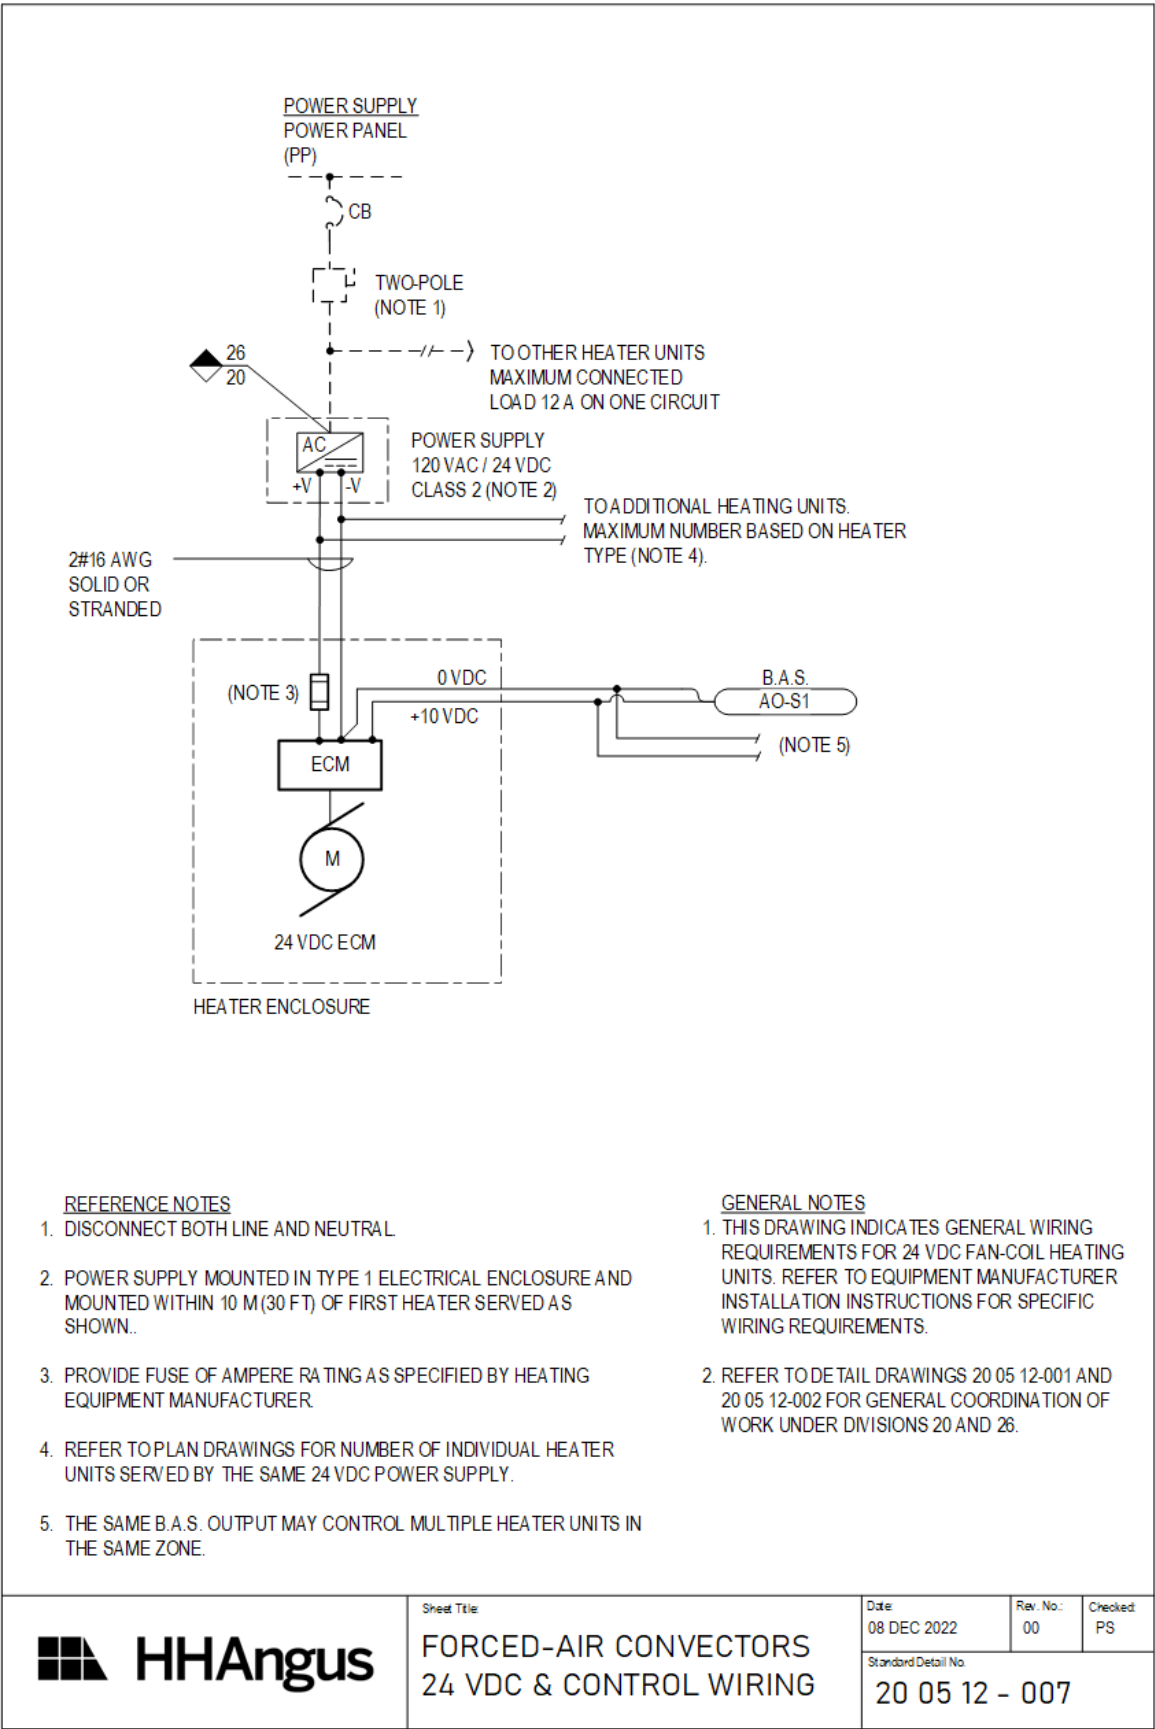 POWER SUPPLY
POWER PANEL
(PP)
CB
TWO-POLE
(NOTE 1)
26
20
TO OTHER HEATER UNITS
MAXIMUM CONNECTED
LOAD 12 A ON ONE CIRCUIT
AC
+V
-V
POWER SUPPLY
120 VAC / 24 VDC
CLASS 2 (NOTE 2)
TO ADDITIONAL HEATING UNITS.
MAXIMUM NUMBER BASED ON HEATER
TYPE (NOTE 4).
2#16 AWG
SOLID OR
STRANDED
(NOTE 3)
0 VDC
+10 VDC
B.A.S.
AO-S1
(NOTE 5)
ECM
M
24 VDC ECM
HEATER ENCLOSURE
REFERENCE NOTES
1. DISCONNECT BOTH LINE AND NEUTRAL.
2. POWER SUPPLY MOUNTED IN TYPE 1 ELECTRICAL ENCLOSURE AND
MOUNTED WITHIN 10 M (30 FT) OF FIRST HEATER SERVED AS
SHOWN..
3. PROVIDE FUSE OF AMPERE RATING AS SPECIFIED BY HEATING
EQUIPMENT MANUFACTURER.
4. REFER TO PLAN DRAWINGS FOR NUMBER OF INDIVIDUAL HEATER
UNITS SERVED BY THE SAME 24 VDC POWER SUPPLY.
5. THE SAME B.A.S. OUTPUT MAY CONTROL MULTIPLE HEATER UNITS IN
THE SAME ZONE.
GENERAL NOTES
1. THIS DRAWING INDICATES GENERAL WIRING
REQUIREMENTS FOR 24 VDC FAN-COIL HEATING
UNITS. REFER TO EQUIPMENT MANUFACTURER
INSTALLATION INSTRUCTIONS FOR SPECIFIC
WIRING REQUIREMENTS.
2. REFER TO DETAIL DRAWINGS 20 05 12-001 AND
20 05 12-002 FOR GENERAL COORDINATION OF
WORK UNDER DIVISIONS 20 AND 26.
HHAngus
Sheet Title:
FORCED-AIR CONVECTORS
24 VDC & CONTROL WIRING
Date:
08 DEC 2022
Rev. No.:
00
Checked:
PS
Standard Detail No.
20 05 12 - 007